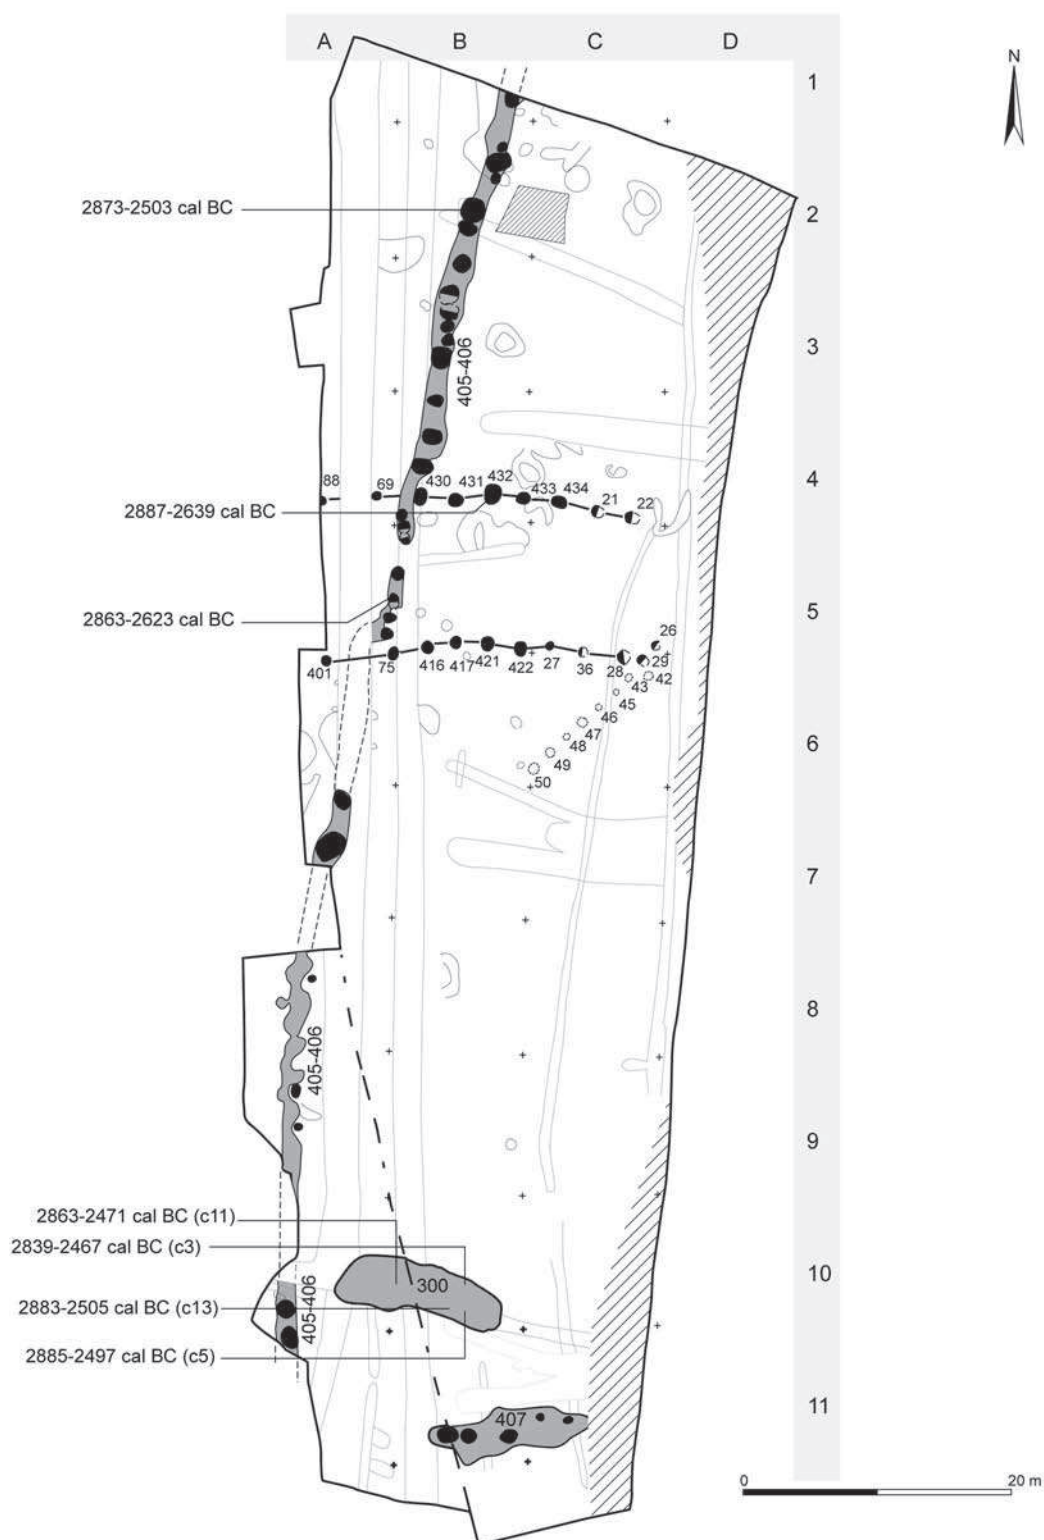 A B C D
N
1
2873-2503 cal BC
2
3
405-406
4
88 69 430 431 432 433 434 21 22
2887-2639 cal BC
5
2863-2623 cal BC
26
401 75 416 417 421 422 27 36 28 29 42
43
45
46
47
48
49
50
6
7
8
405-406
9
2863-2471 cal BC (c11)
2839-2467 cal BC (c3)
10
300
2883-2505 cal BC (c13)
405-406
2885-2497 cal BC (c5)
11
407
0 20 m